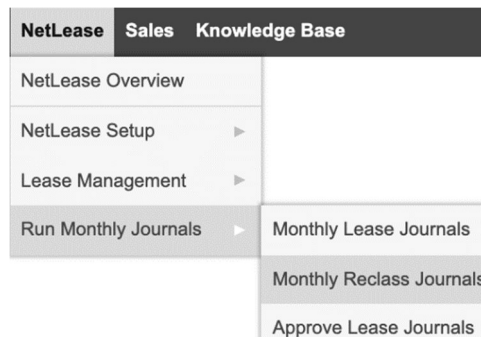 NetLease Sales Knowledge Base
NetLease Overview
NetLease Setup
Lease Management
Run Monthly Journals
Monthly Lease Journals
Monthly Reclass Journals
Approve Lease Journals